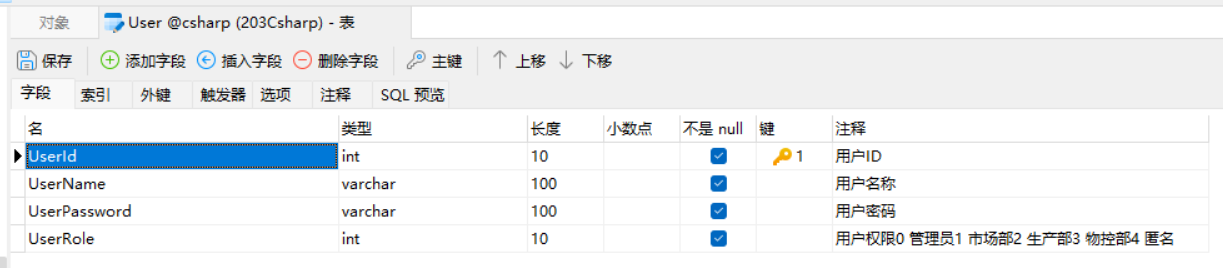 对象 User @csharp (203Csharp) - 表
保存 添加字段 插入字段 删除字段 主键 上移 下移
字段 索引 外键 触发器 选项 注释 SQL 预览
名 类型 长度 小数点 不是 null 键 注释
UserId int 10 1 用户ID
UserName varchar 100 用户名称
UserPassword varchar 100 用户密码
UserRole int 10 用户权限0 管理员1 市场部2 生产部3 物控部4 匿名